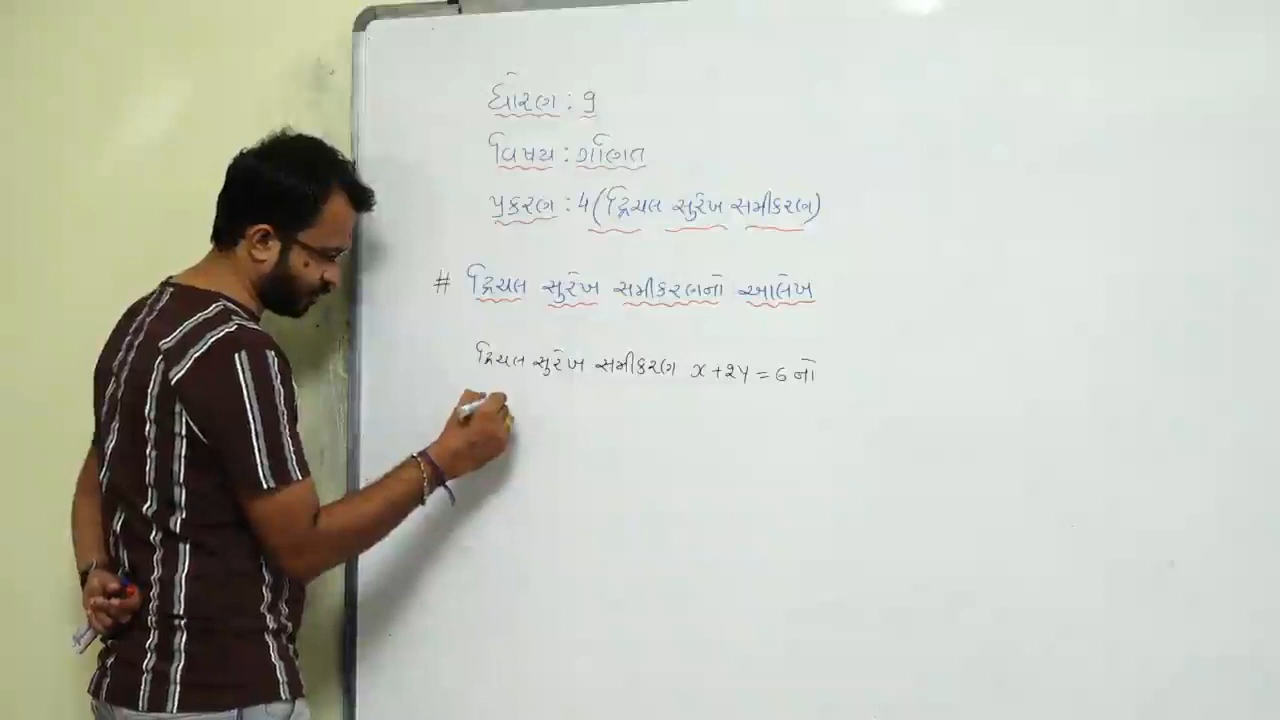 ધોરણ : 9
વિષય : ગણિત
પ્રકરણ : 4 (દ્વિચલ સુરેખ સમીકરણ)
# દ્વિચલ સુરેખ સમીકરણનો આલેખ
દ્વિચલ સુરેખ સમીકરણ x + 2y = 6 નો